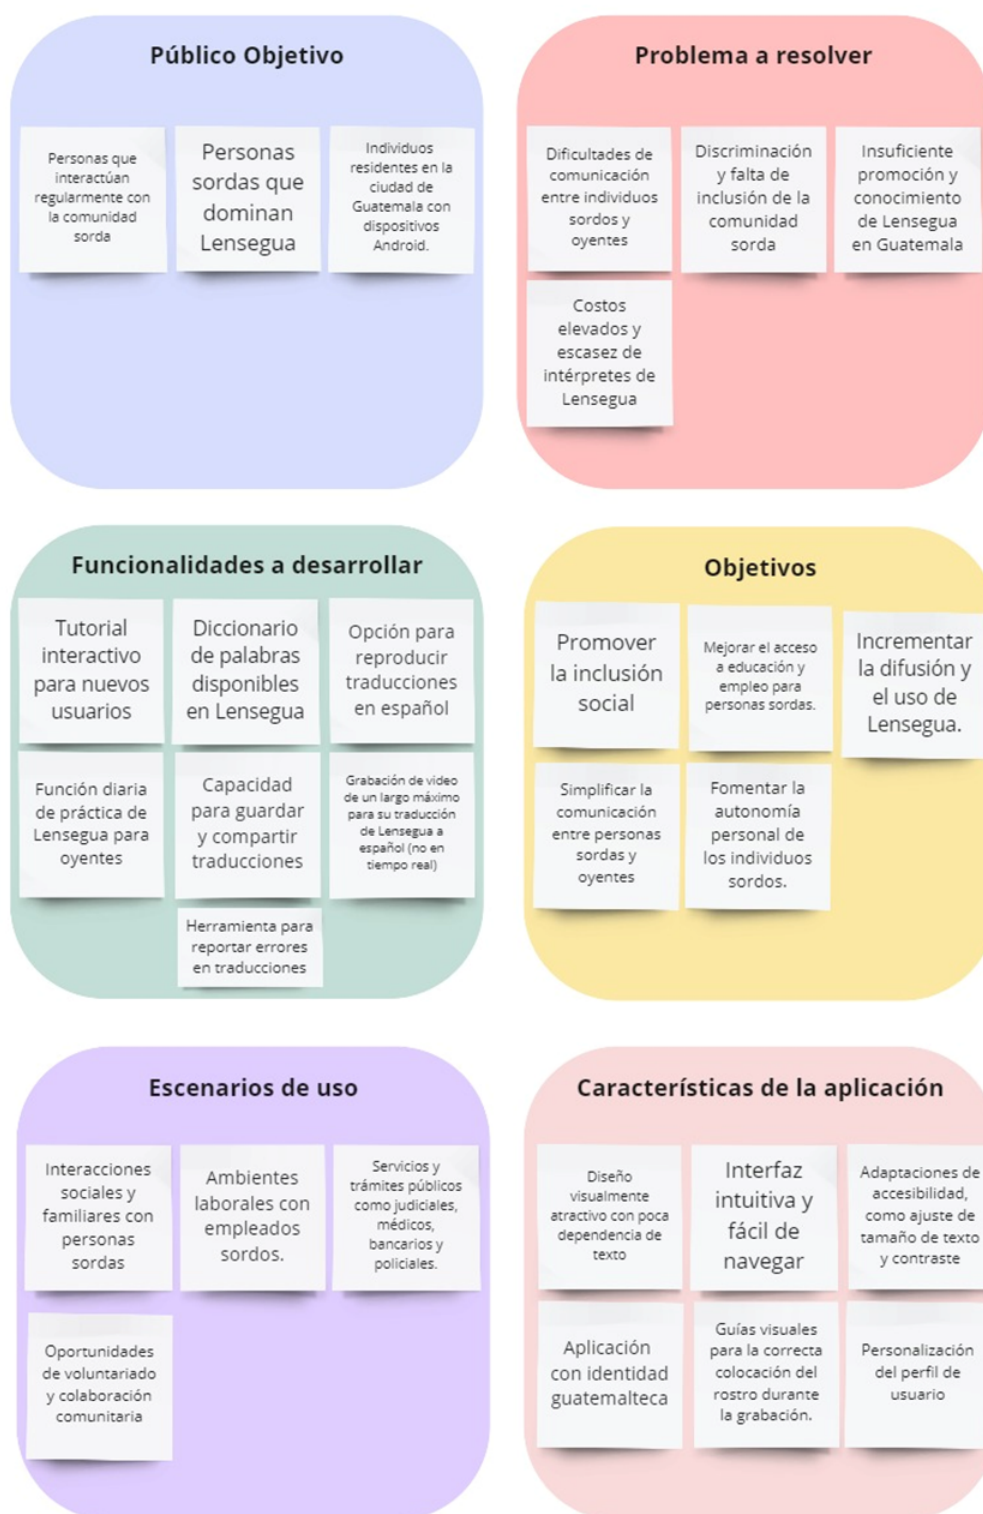 Público Objetivo
Personas que
interactúan
regularmente con
la comunidad
sorda
Personas
sordas que
dominan
Lensegua
Individuos
residentes en la
ciudad de
Guatemala con
dispositivos
Android.
Problema a resolver
Dificultades de
comunicación
entre individuos
sordos y
oyentes
Discriminación
y falta de
inclusión de la
comunidad
sorda
Insuficiente
promoción y
conocimiento
de Lensegua
en Guatemala
Costos
elevados y
escasez de
intérpretes de
Lensegua
Funcionalidades a desarrollar
Tutorial
interactivo
para nuevos
usuarios
Diccionario
de palabras
disponibles
en Lensegua
Opción para
reproducir
traducciones
en español
Función diaria
de práctica de
Lensegua para
oyentes
Capacidad
para guardar
y compartir
traducciones
Grabación de video
de un largo máximo
para su traducción
de Lensegua a
español (no en
tiempo real)
Herramienta para
reportar errores
en traducciones
Objetivos
Promover
la inclusión
social
Mejorar el acceso
a educación y
empleo para
personas sordas.
Incrementar
la difusión y
el uso de
Lensegua.
Simplificar la
comunicación
entre personas
sordas y
oyentes
Fomentar la
autonomía
personal de
los individuos
sordos.
Escenarios de uso
Interacciones
sociales y
familiares con
personas
sordas
Ambientes
laborales con
empleados
sordos.
Servicios y
trámites públicos
como judiciales,
médicos,
bancarios y
policiales.
Oportunidades
de voluntariado
y colaboración
comunitaria
Características de la aplicación
Diseño
visualmente
atractivo con poca
dependencia de
texto
Interfaz
intuitiva y
fácil de
navegar
Adaptaciones de
accesibilidad,
como ajuste de
tamaño de texto
y contraste
Aplicación
con identidad
guatemalteca
Guías visuales
para la correcta
colocación del
rostro durante
la grabación.
Personalización
del perfil de
usuario